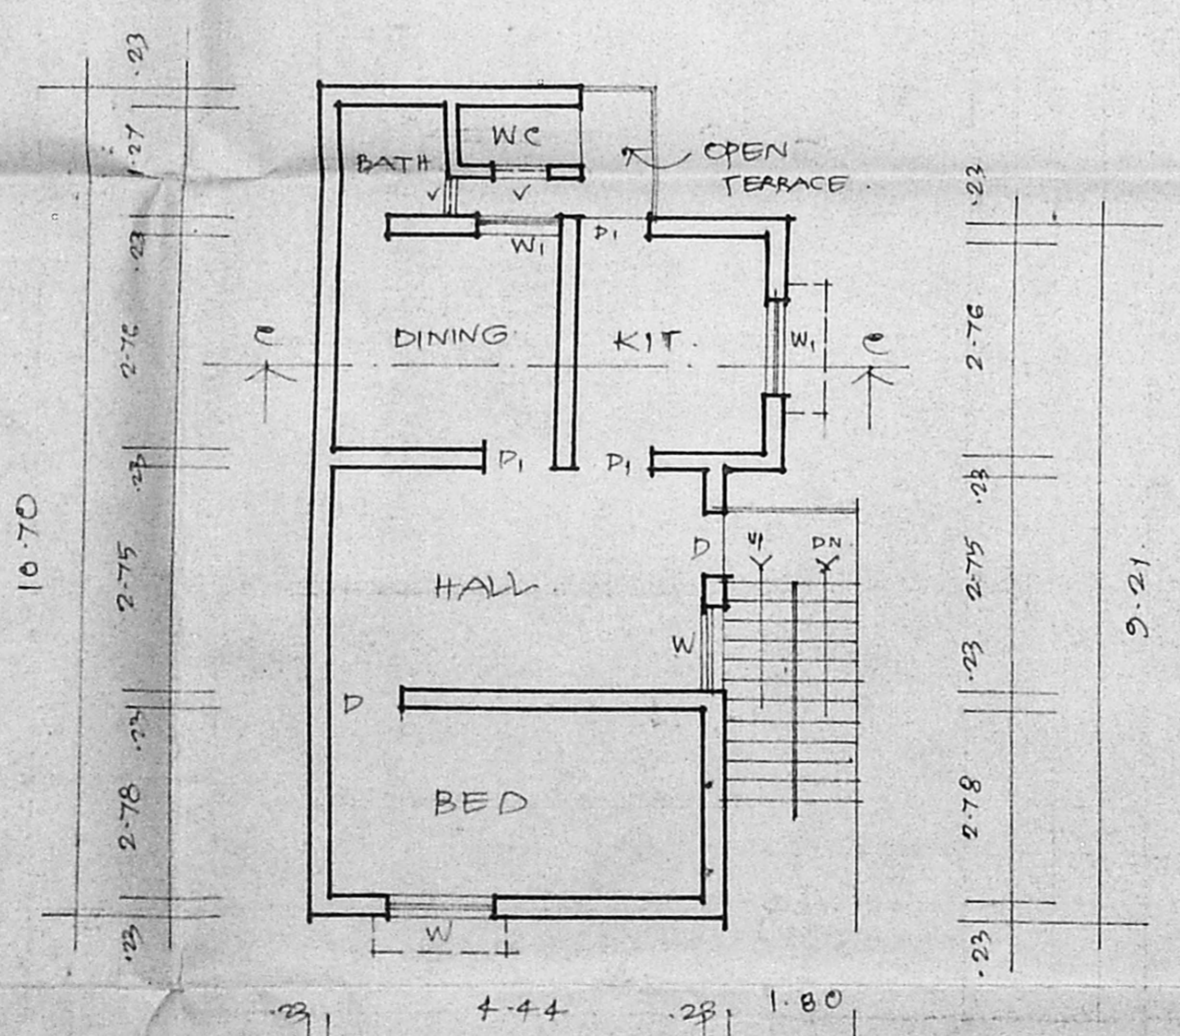 .23
1.27
WC
BATH
OPEN
TERRACE
V
V
.23
.23
W1
D1
2.76
DINING
KIT.
W1
2.76
C
C
.23
D1
D1
.23
10.70
2.75
HALL
D
UP
DN
2.75
9.21
W
.23
D
.23
2.78
BED
2.78
.23
W
.23
.23
4.44
.23
1.80